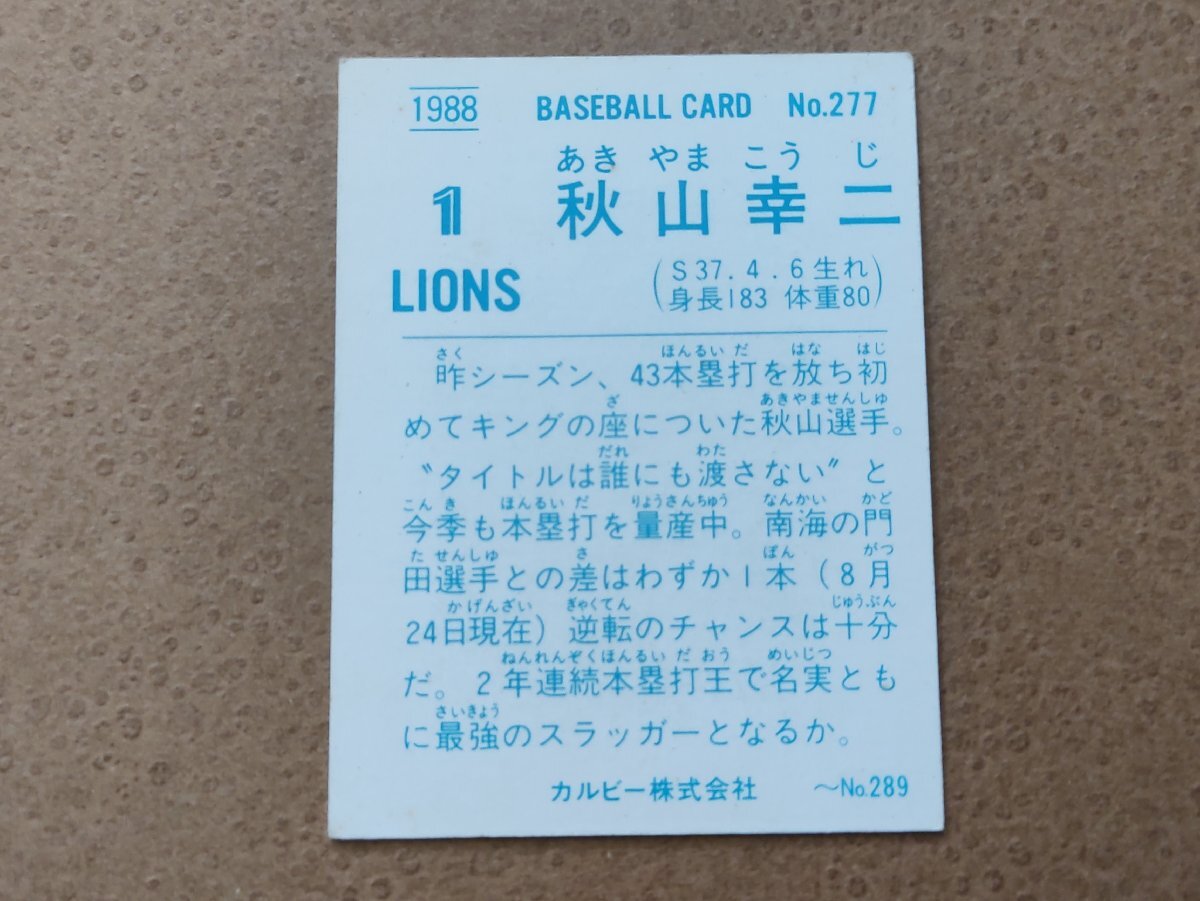 1988 BASEBALL CARD No.277
あき やま こう じ
1 秋山幸二
LIONS
(S37.4.6生れ
身長183 体重80)
さく ほんるい だ はな はじ
昨シーズン、43本塁打を放ち初
ざ あきやませんしゅ
めてキングの座についた秋山選手。
だれ わた
〝タイトルは誰にも渡さない〟と
こん き ほんるい だ りょうさんちゅう なんかい かど
今季も本塁打を量産中。南海の門
た せんしゅ さ ぽん がつ
田選手との差はわずか1本(8月
かげんざい ぎゃくてん じゅうぶん
24日現在)逆転のチャンスは十分
ねんれんぞくほんるい だ おう めいじつ
だ。2年連続本塁打王で名実とも
さいきょう
に最強のスラッガーとなるか。
カルビー株式会社 〜No.289